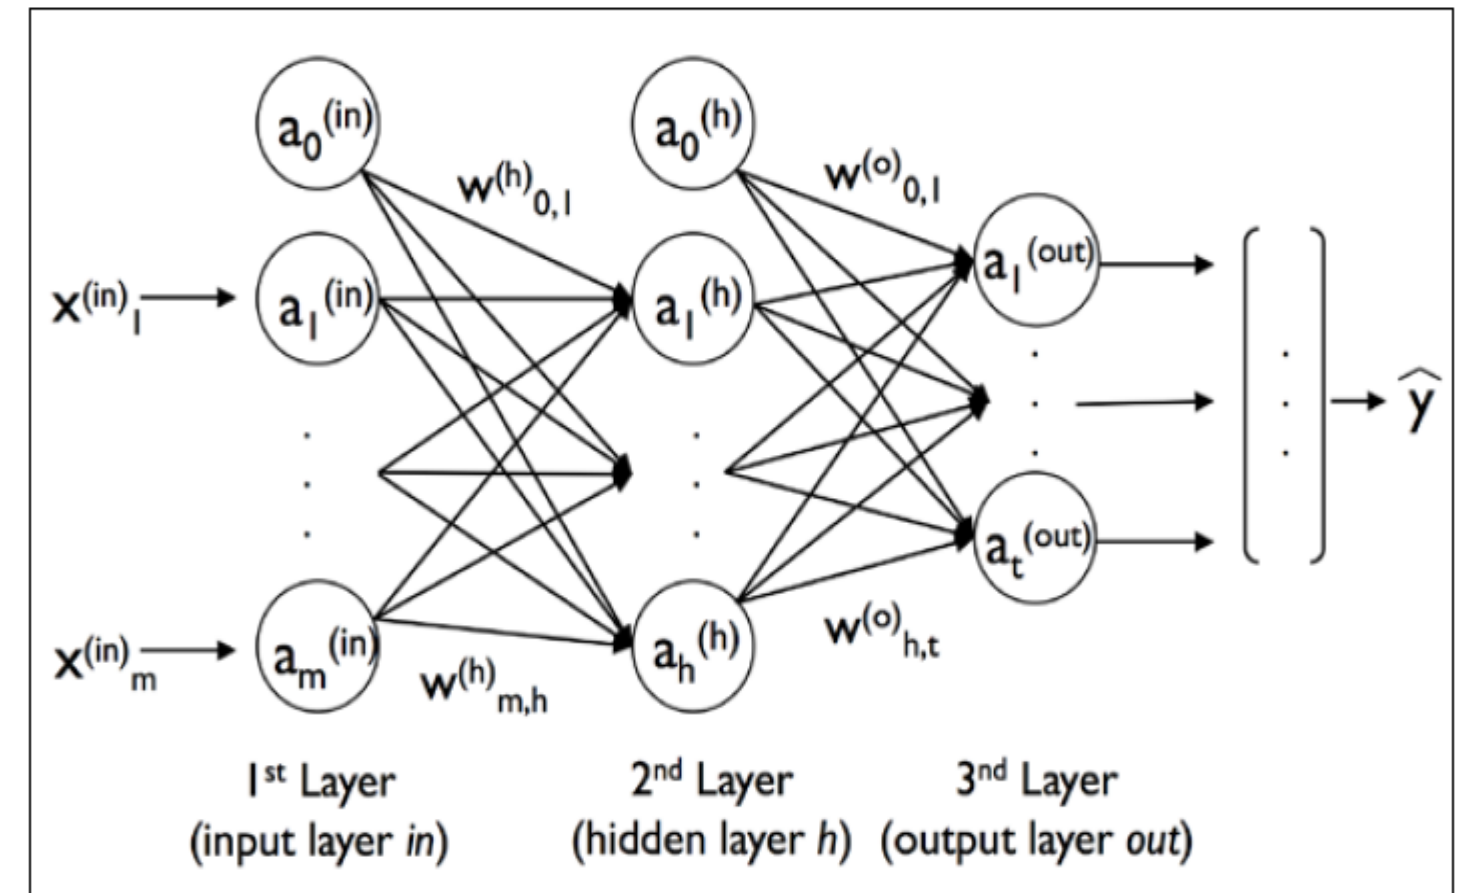 a₀⁽ⁱⁿ⁾ a₀⁽ʰ⁾
w⁽ʰ⁾₀,₁ w⁽ᵒ⁾₀,₁
x⁽ⁱⁿ⁾₁ a₁⁽ⁱⁿ⁾ a₁⁽ʰ⁾ a₁⁽ᵒᵘᵗ⁾
ŷ
x⁽ⁱⁿ⁾ₘ aₘ⁽ⁱⁿ⁾ aₕ⁽ʰ⁾ aₜ⁽ᵒᵘᵗ⁾
w⁽ʰ⁾ₘ,ₕ w⁽ᵒ⁾ₕ,ₜ
1ˢᵗ Layer 2ⁿᵈ Layer 3ⁿᵈ Layer
(input layer in) (hidden layer h) (output layer out)